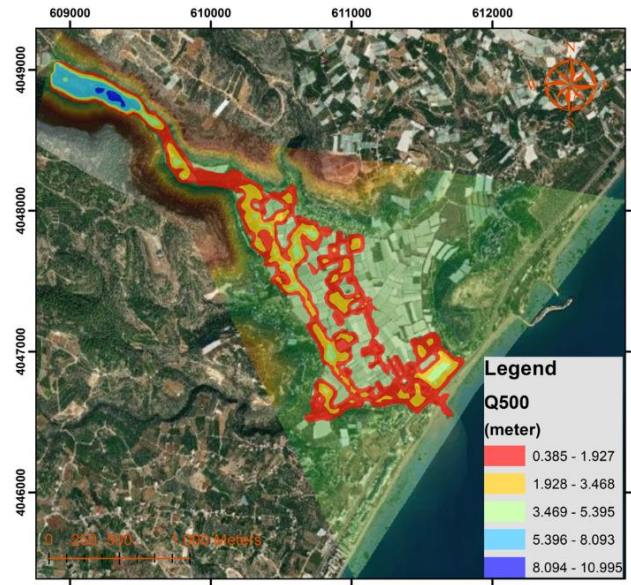 609000 610000 611000 612000
4049000
4048000
4047000
4046000
N
W E
S
0 250 500 1.000 Meters
Legend
Q500
(meter)
0.385 - 1.927
1.928 - 3.468
3.469 - 5.395
5.396 - 8.093
8.094 - 10.995